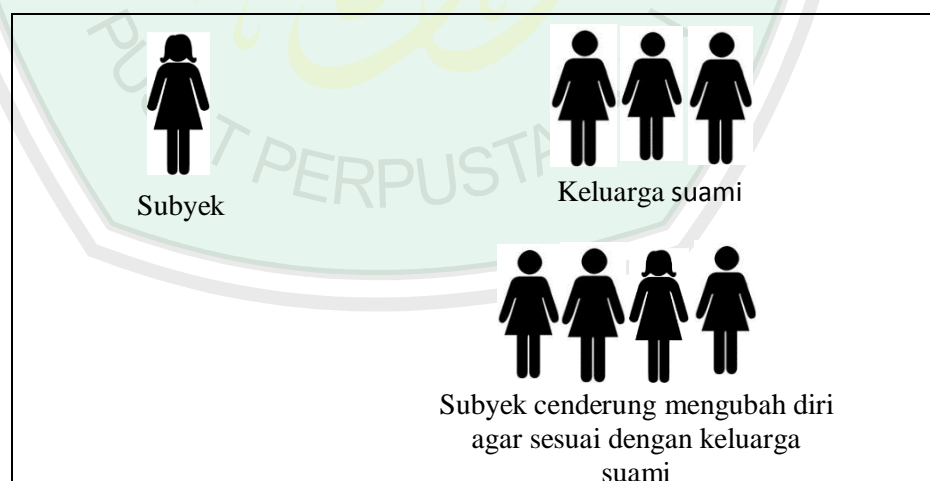 Subyek
Keluarga suami
Subyek cenderung mengubah diri
agar sesuai dengan keluarga
suami